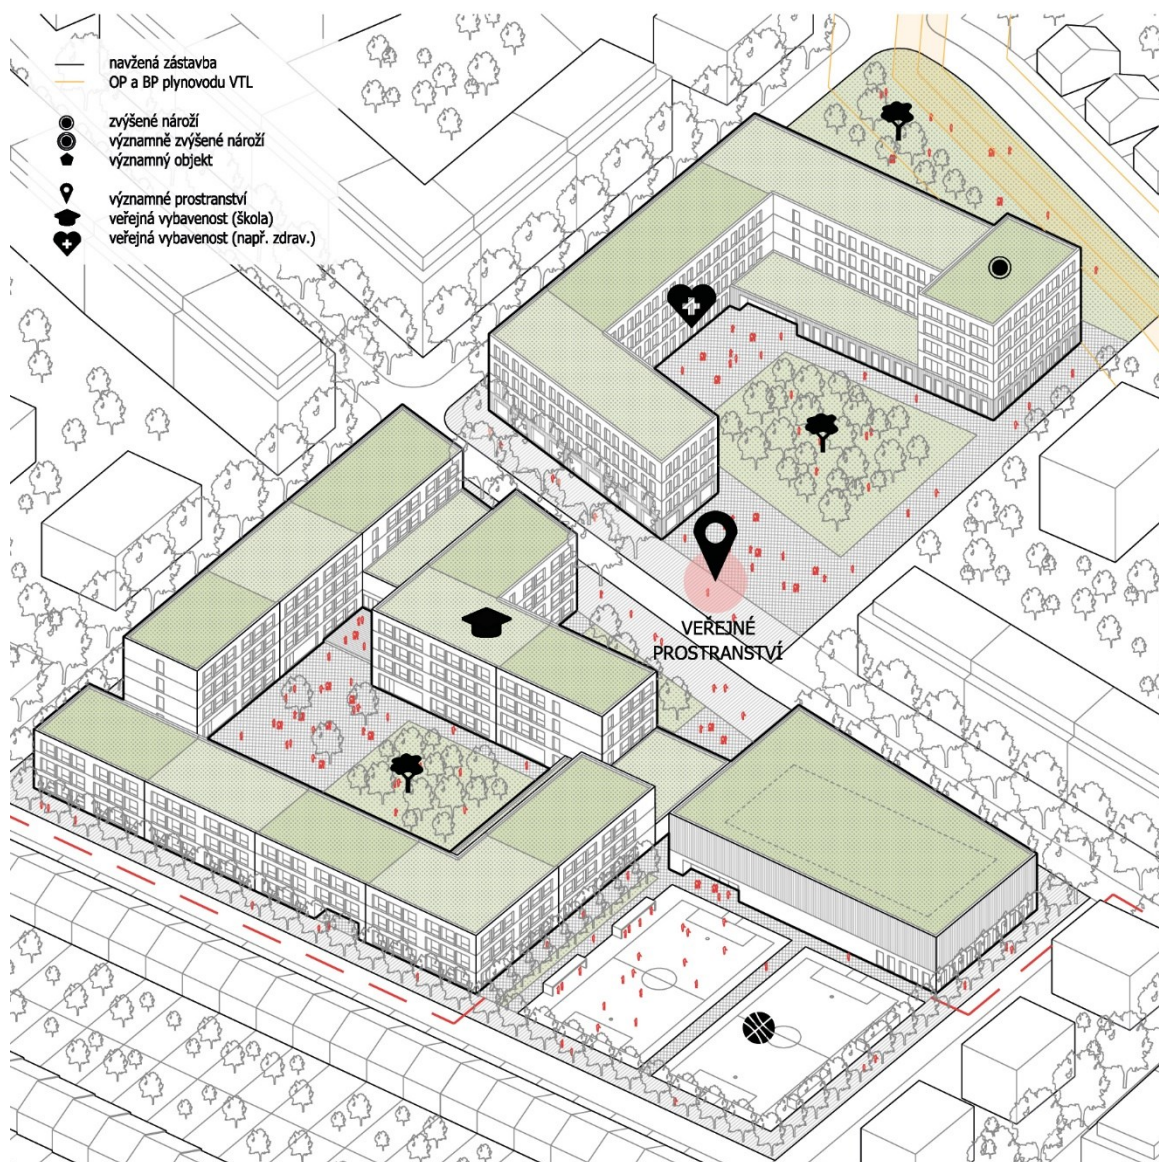 navžená zástavba
OP a BP plynovodu VTL
zvýšené nároží
významně zvýšené nároží
významný objekt
významné prostranství
veřejná vybavenost (škola)
veřejná vybavenost (např. zdrav.)
VEŘEJNÉ
PROSTRANSTVÍ